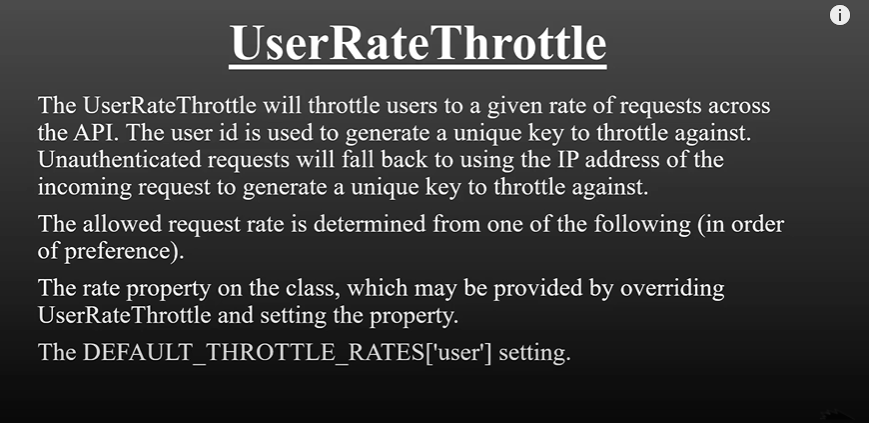 UserRateThrottle
The UserRateThrottle will throttle users to a given rate of requests across
the API. The user id is used to generate a unique key to throttle against.
Unauthenticated requests will fall back to using the IP address of the
incoming request to generate a unique key to throttle against.
The allowed request rate is determined from one of the following (in order
of preference).
The rate property on the class, which may be provided by overriding
UserRateThrottle and setting the property.
The DEFAULT_THROTTLE_RATES['user'] setting.